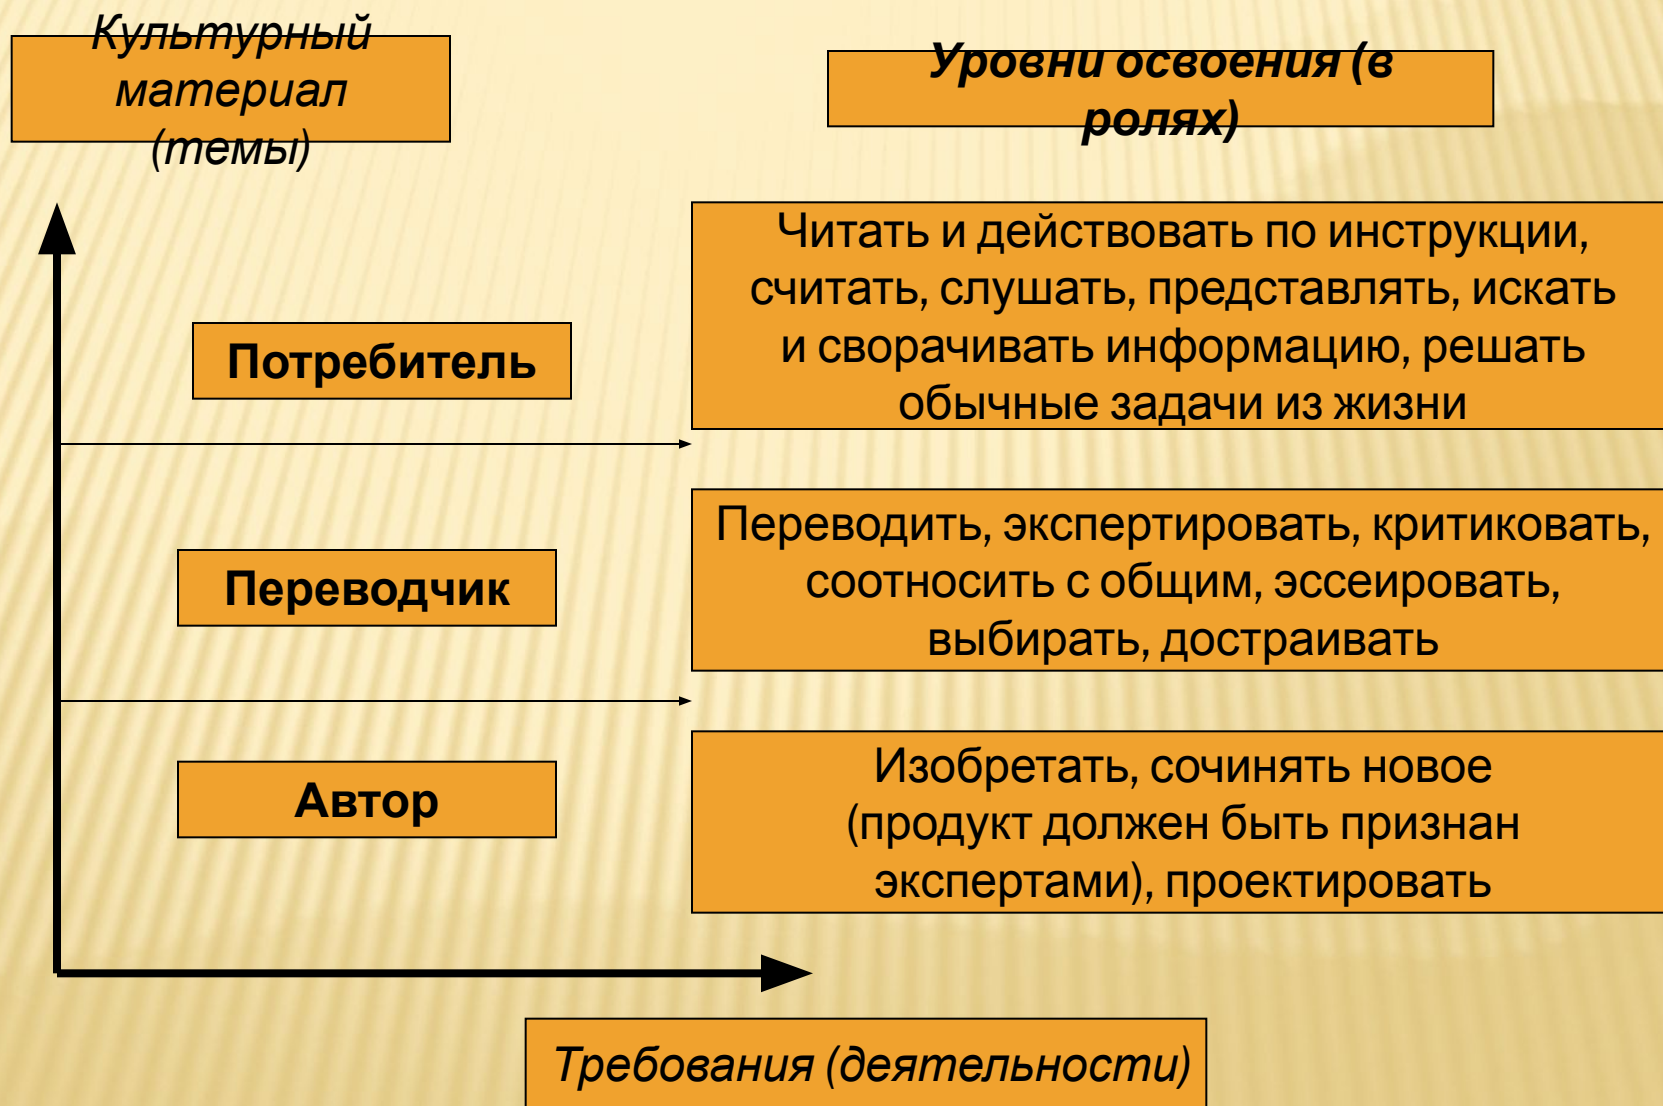 Культурный
материал
(темы)
Уровни освоения (в
ролях)
Потребитель
Читать и действовать по инструкции,
считать, слушать, представлять, искать
и сворачивать информацию, решать
обычные задачи из жизни
Переводчик
Переводить, экспертировать, критиковать,
соотносить с общим, эссеировать,
выбирать, достраивать
Автор
Изобретать, сочинять новое
(продукт должен быть признан
экспертами), проектировать
Требования (деятельности)